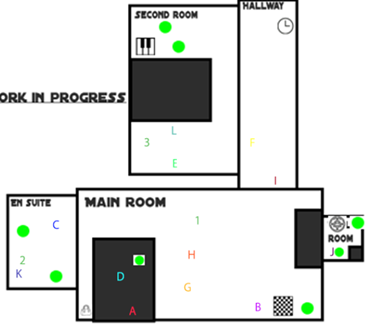 HALLWAY
SECOND ROOM
ORK IN PROGRESS
L
3
F
E
I
EN SUITE
MAIN ROOM
C
1
L
ROOM
2
H
J
K
D
G
A
B